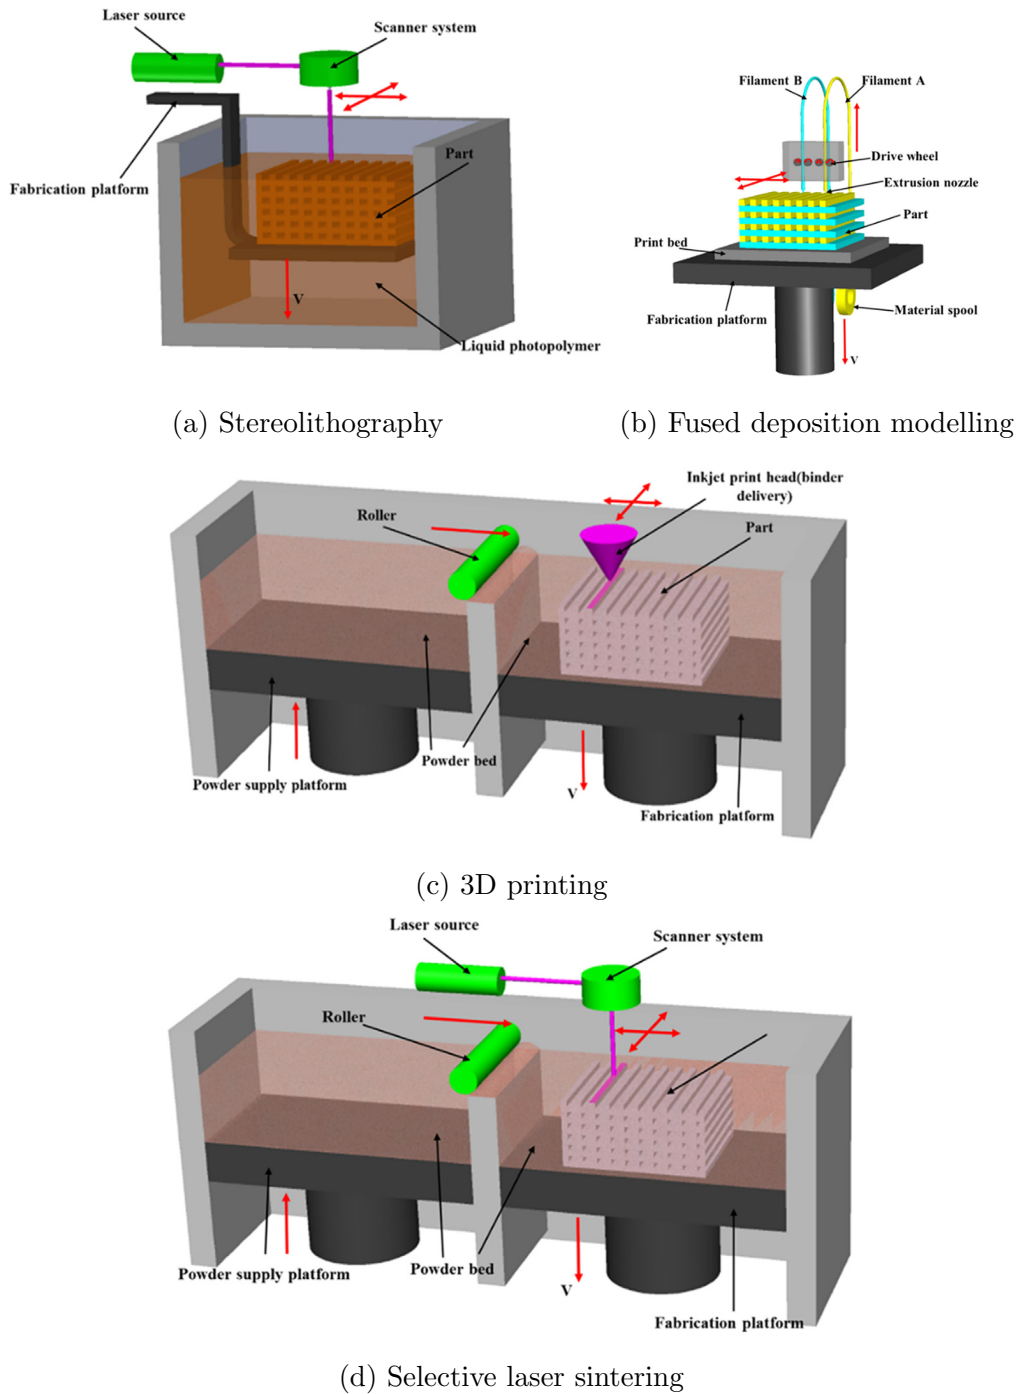 Laser source
Scanner system
Fabrication platform
Part
V
Liquid photopolymer
(a) Stereolithography
Filament B
Filament A
Drive wheel
Extrusion nozzle
Part
Print bed
Fabrication platform
Material spool
V
(b) Fused deposition modelling
Inkjet print head(binder
delivery)
Roller
Part
Powder bed
Powder supply platform
V
Fabrication platform
(c) 3D printing
Laser source
Scanner system
Roller
Powder supply platform
Powder bed
V
Fabrication platform
(d) Selective laser sintering